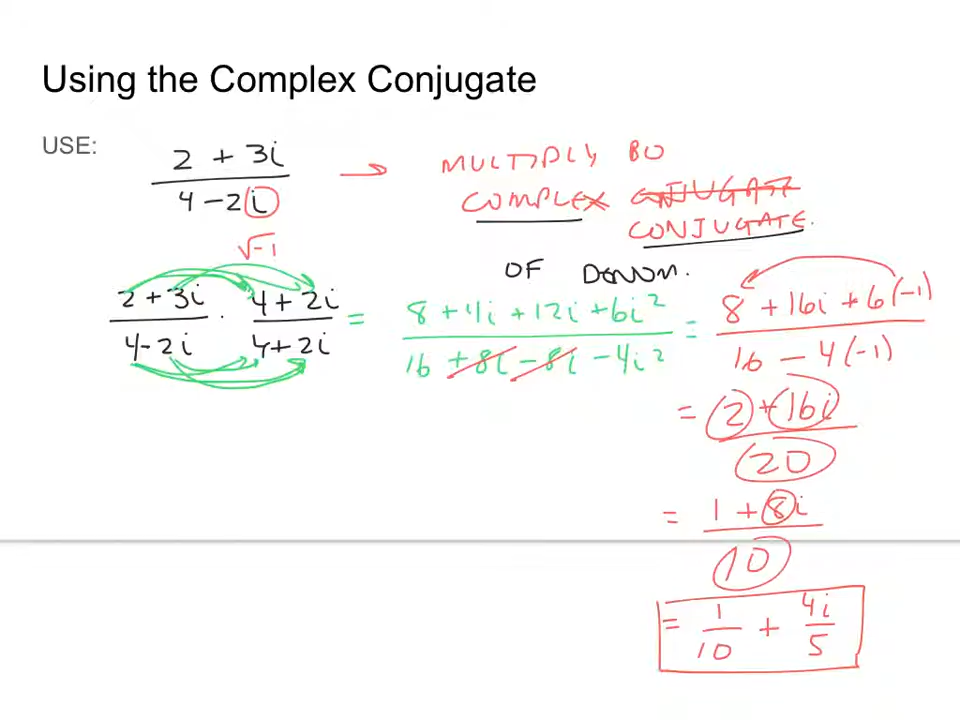 Using the Complex Conjugate
USE:
2 + 3i
4 - 2i
→ MULTIPLY BO
COMPLEX CONJUGATE
CONJUGATE.
√-1
OF DENOM.
2 + 3i / 4 - 2i · 4 + 2i / 4 + 2i = 8 + 4i + 12i + 6i² / 16 + 8i - 8i - 4i² = 8 + 16i + 6(-1) / 16 - 4(-1)
= 2 + 16i / 20
= 1 + 8i / 10
= 1/10 + 4i/5